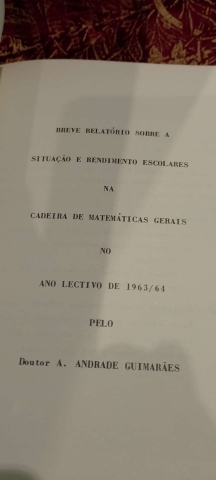 BREVE RELATÓRIO SOBRE A
SITUAÇÃO E RENDIMENTO ESCOLARES
NA
CADEIRA DE MATEMÁTICAS GERAIS
NO
ANO LECTIVO DE 1963/64
PELO
Doutor A. ANDRADE GUIMARÃES